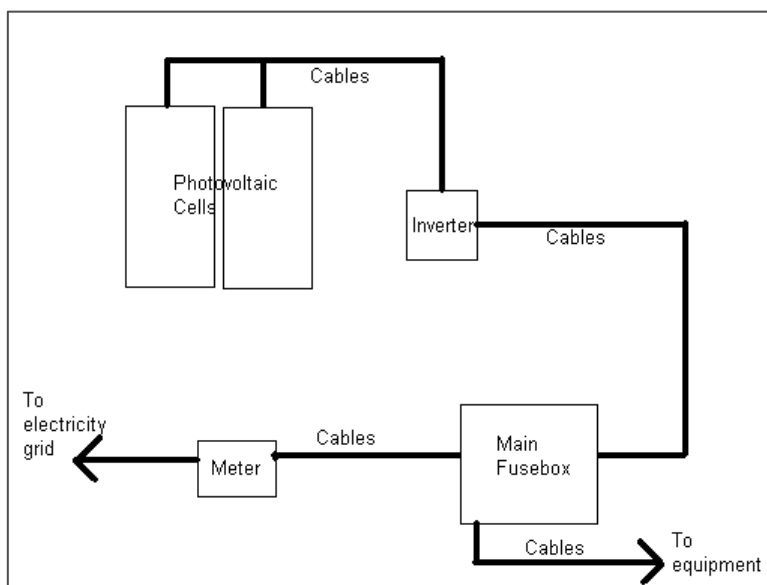 Cables
Photovoltaic
Cells
Inverter
Cables
To
electricity
grid
Cables
Main
Fusebox
Meter
Cables
To
equipment